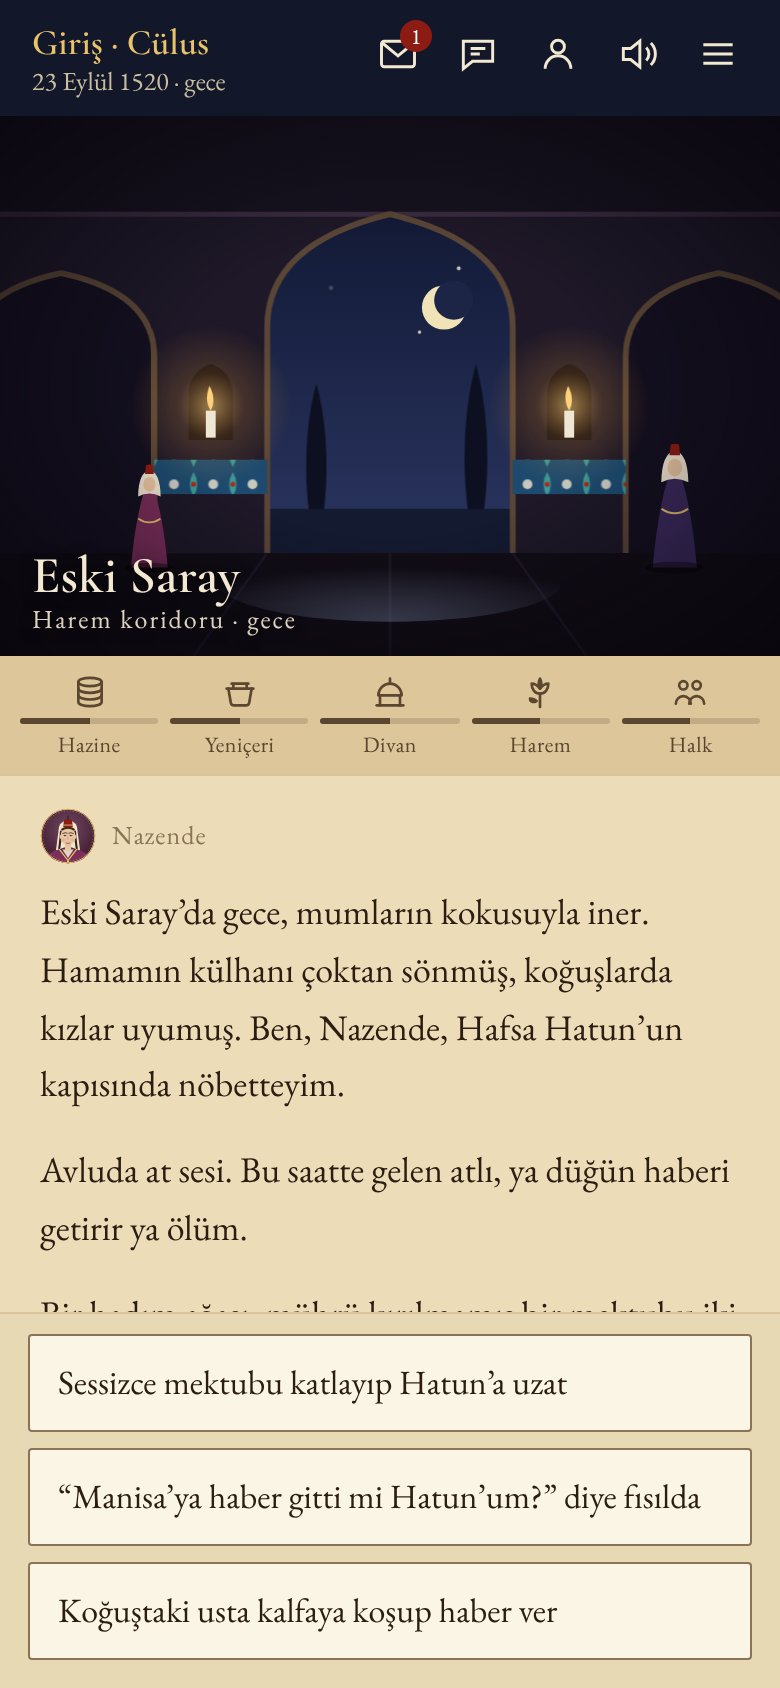 Giriş · Cülus
1
23 Eylül 1520 · gece
Eski Saray
Harem koridoru · gece
Hazine
Yeniçeri
Divan
Harem
Halk
Nazende
Eski Saray’da gece, mumların kokusuyla iner.
Hamamın külhanı çoktan sönmüş, koğuşlarda
kızlar uyumuş. Ben, Nazende, Hafsa Hatun’un
kapısında nöbetteyim.
Avluda at sesi. Bu saatte gelen atlı, ya düğün haberi
getirir ya ölüm.
Sessizce mektubu katlayıp Hatun’a uzat
“Manisa’ya haber gitti mi Hatun’um?” diye fısılda
Koğuştaki usta kalfaya koşup haber ver